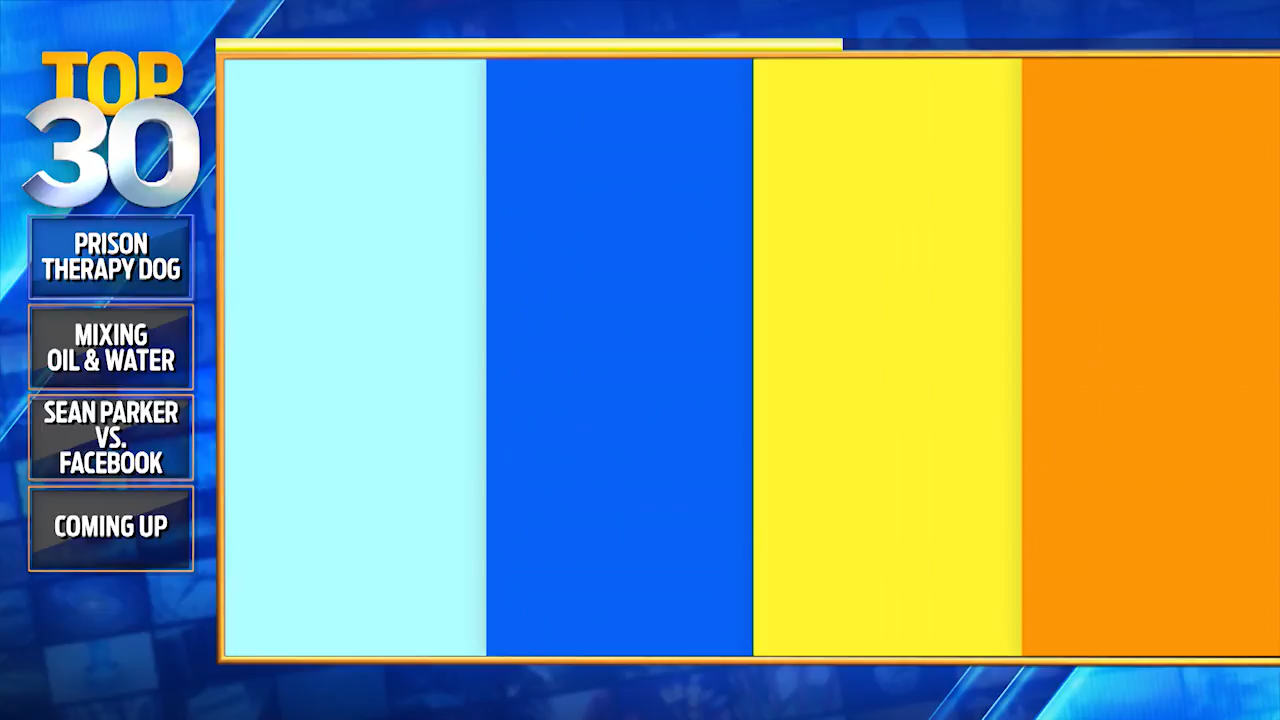 TOP
30
PRISON
THERAPY DOG
MIXING
OIL & WATER
SEAN PARKER
VS.
FACEBOOK
COMING UP